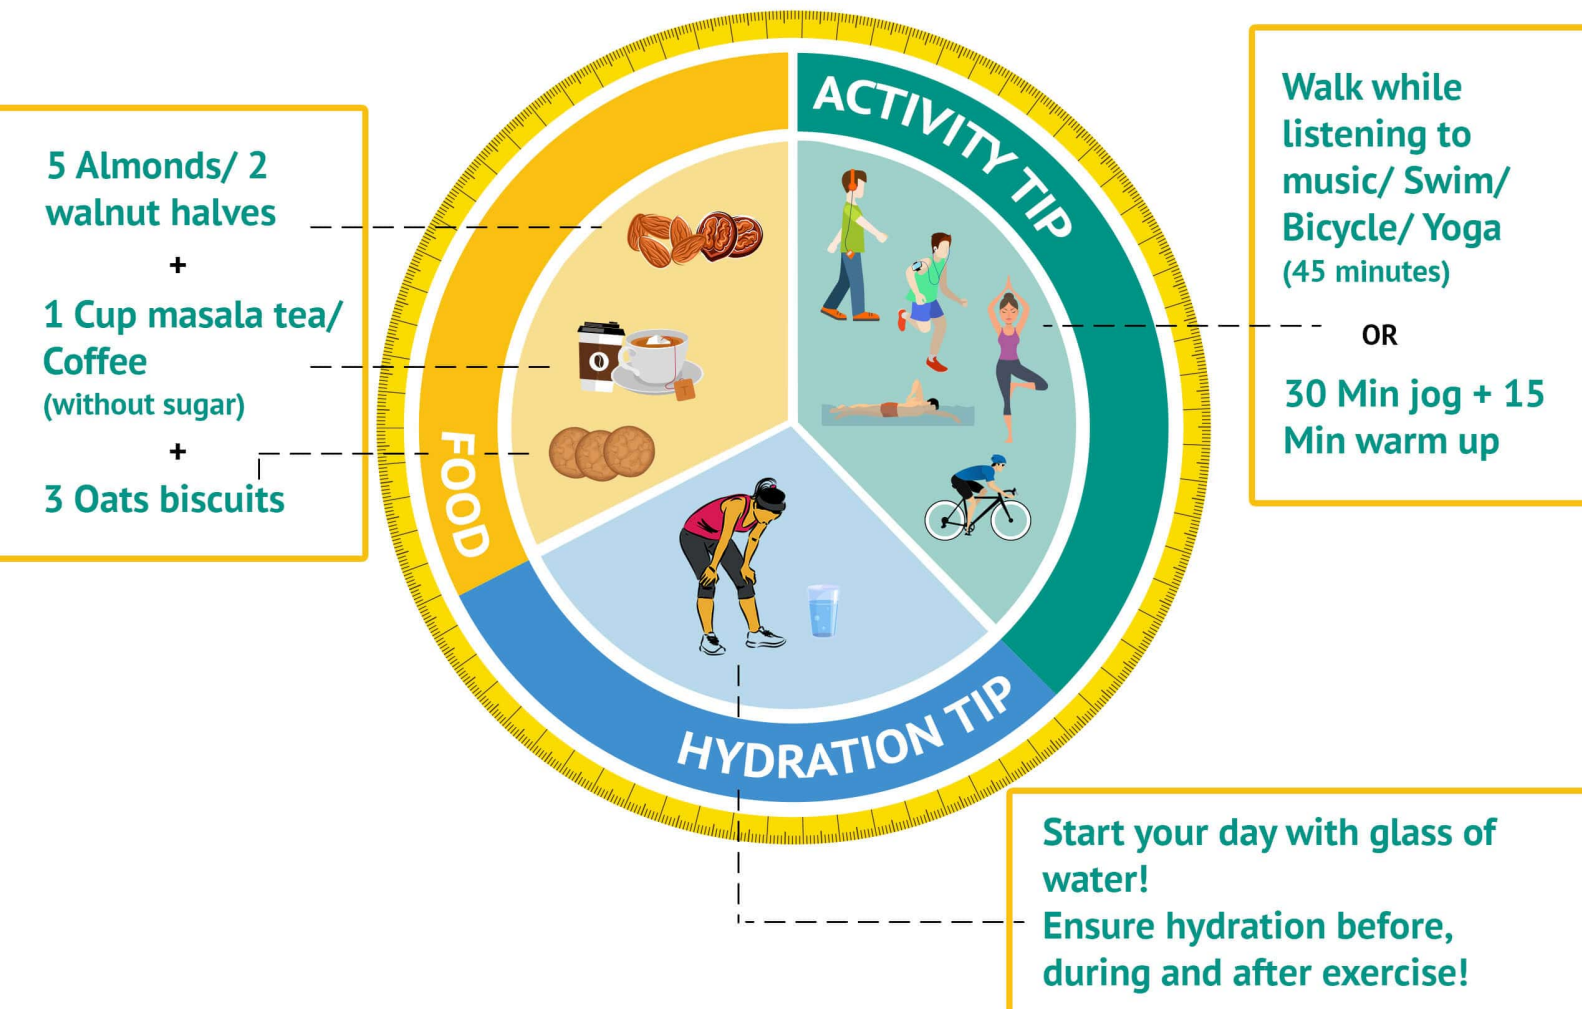 5 Almonds/ 2
walnut halves
+
1 Cup masala tea/
Coffee
(without sugar)
+
3 Oats biscuits
FOOD
ACTIVITY TIP
HYDRATION TIP
Walk while
listening to
music/ Swim/
Bicycle/ Yoga
(45 minutes)
OR
30 Min jog + 15
Min warm up
Start your day with glass of
water!
Ensure hydration before,
during and after exercise!